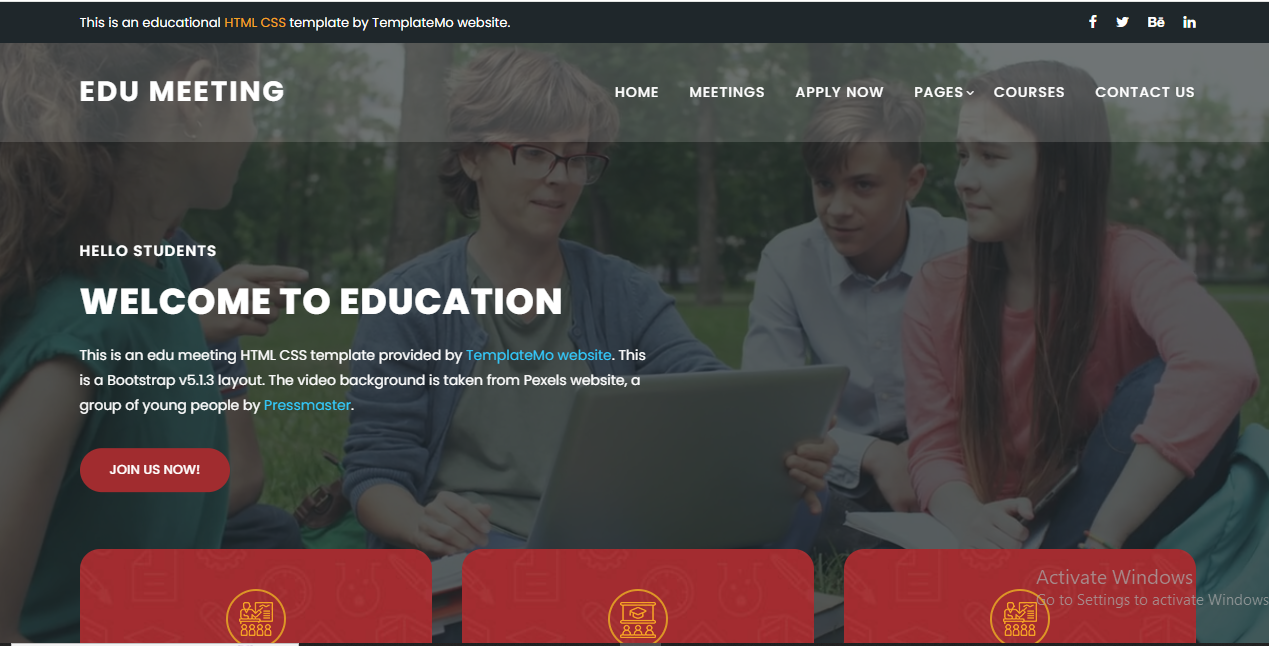 This is an educational HTML CSS template by TemplateMo website.
EDU MEETING
HOME MEETINGS APPLY NOW PAGES COURSES CONTACT US
HELLO STUDENTS
WELCOME TO EDUCATION
This is an edu meeting HTML CSS template provided by TemplateMo website. This
is a Bootstrap v5.1.3 layout. The video background is taken from Pexels website, a
group of young people by Pressmaster.
JOIN US NOW!
Activate Windows
Go to Settings to activate Windows